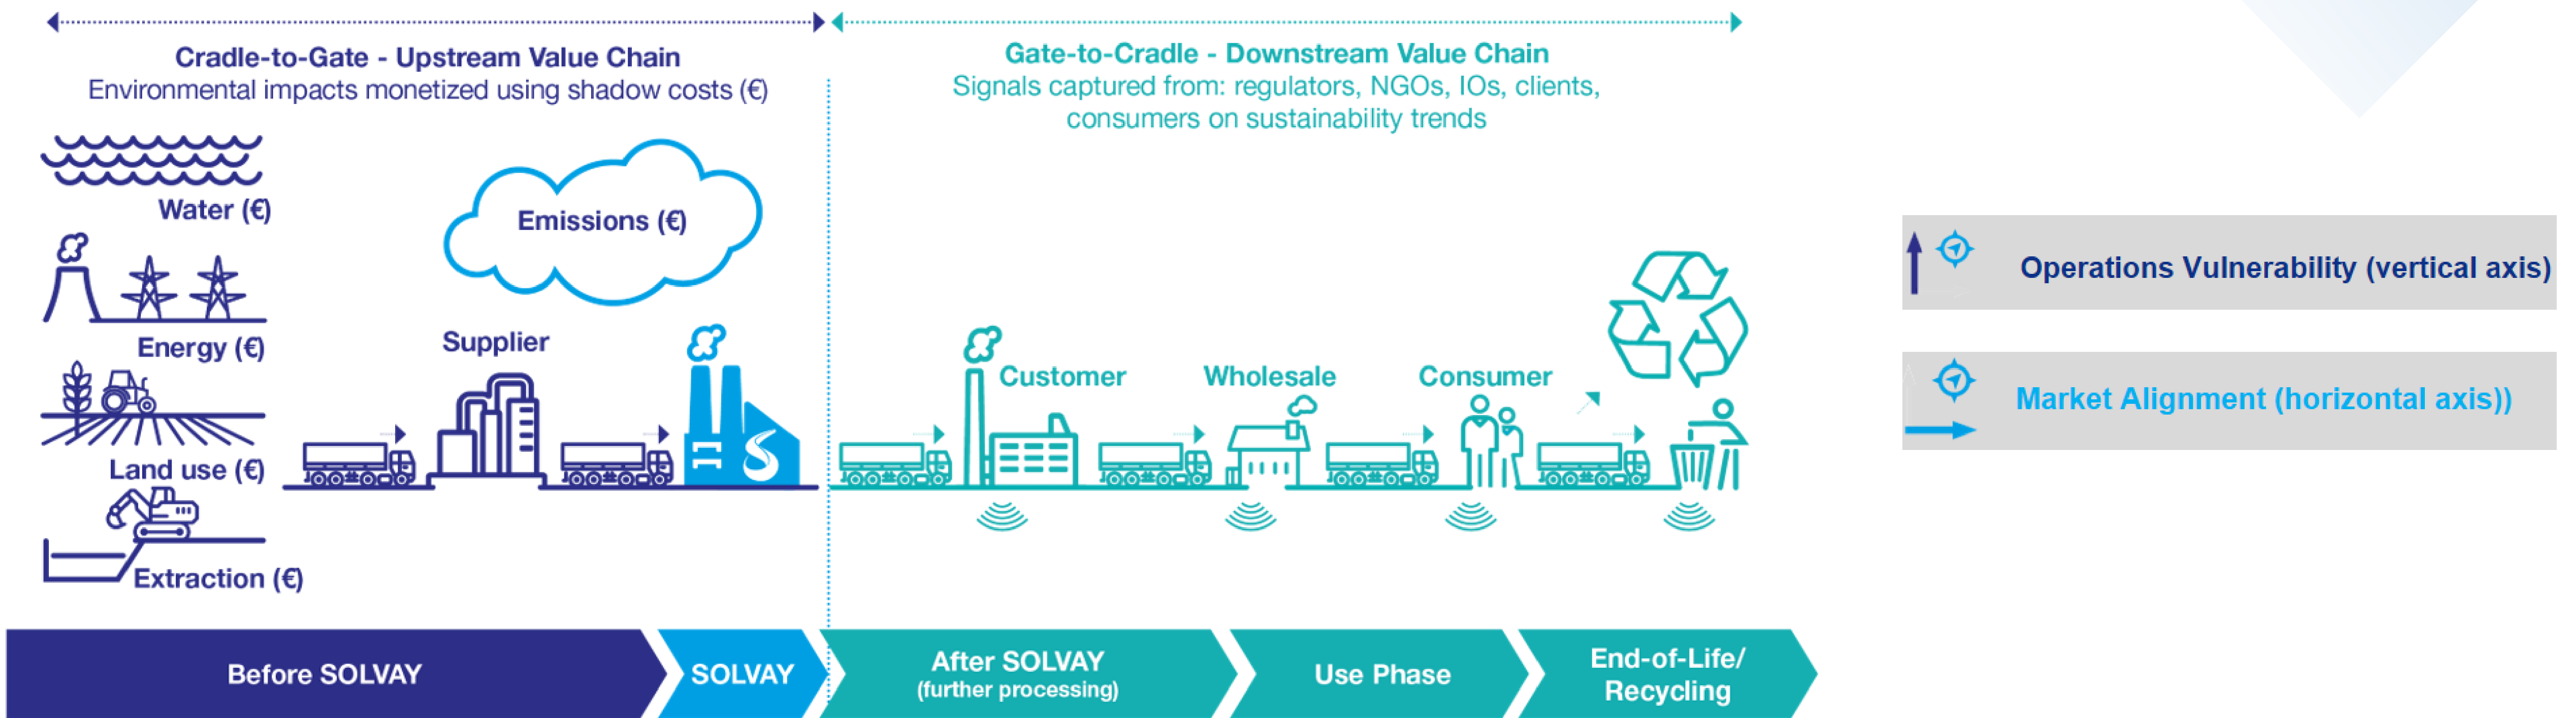 Cradle-to-Gate - Upstream Value Chain
Environmental impacts monetized using shadow costs (€)
Gate-to-Cradle - Downstream Value Chain
Signals captured from: regulators, NGOs, IOs, clients,
consumers on sustainability trends
Water (€)
Emissions (€)
Energy (€)
Supplier
Land use (€)
Extraction (€)
Customer
Wholesale
Consumer
Operations Vulnerability (vertical axis)
Market Alignment (horizontal axis))
Before SOLVAY
SOLVAY
After SOLVAY
(further processing)
Use Phase
End-of-Life/
Recycling